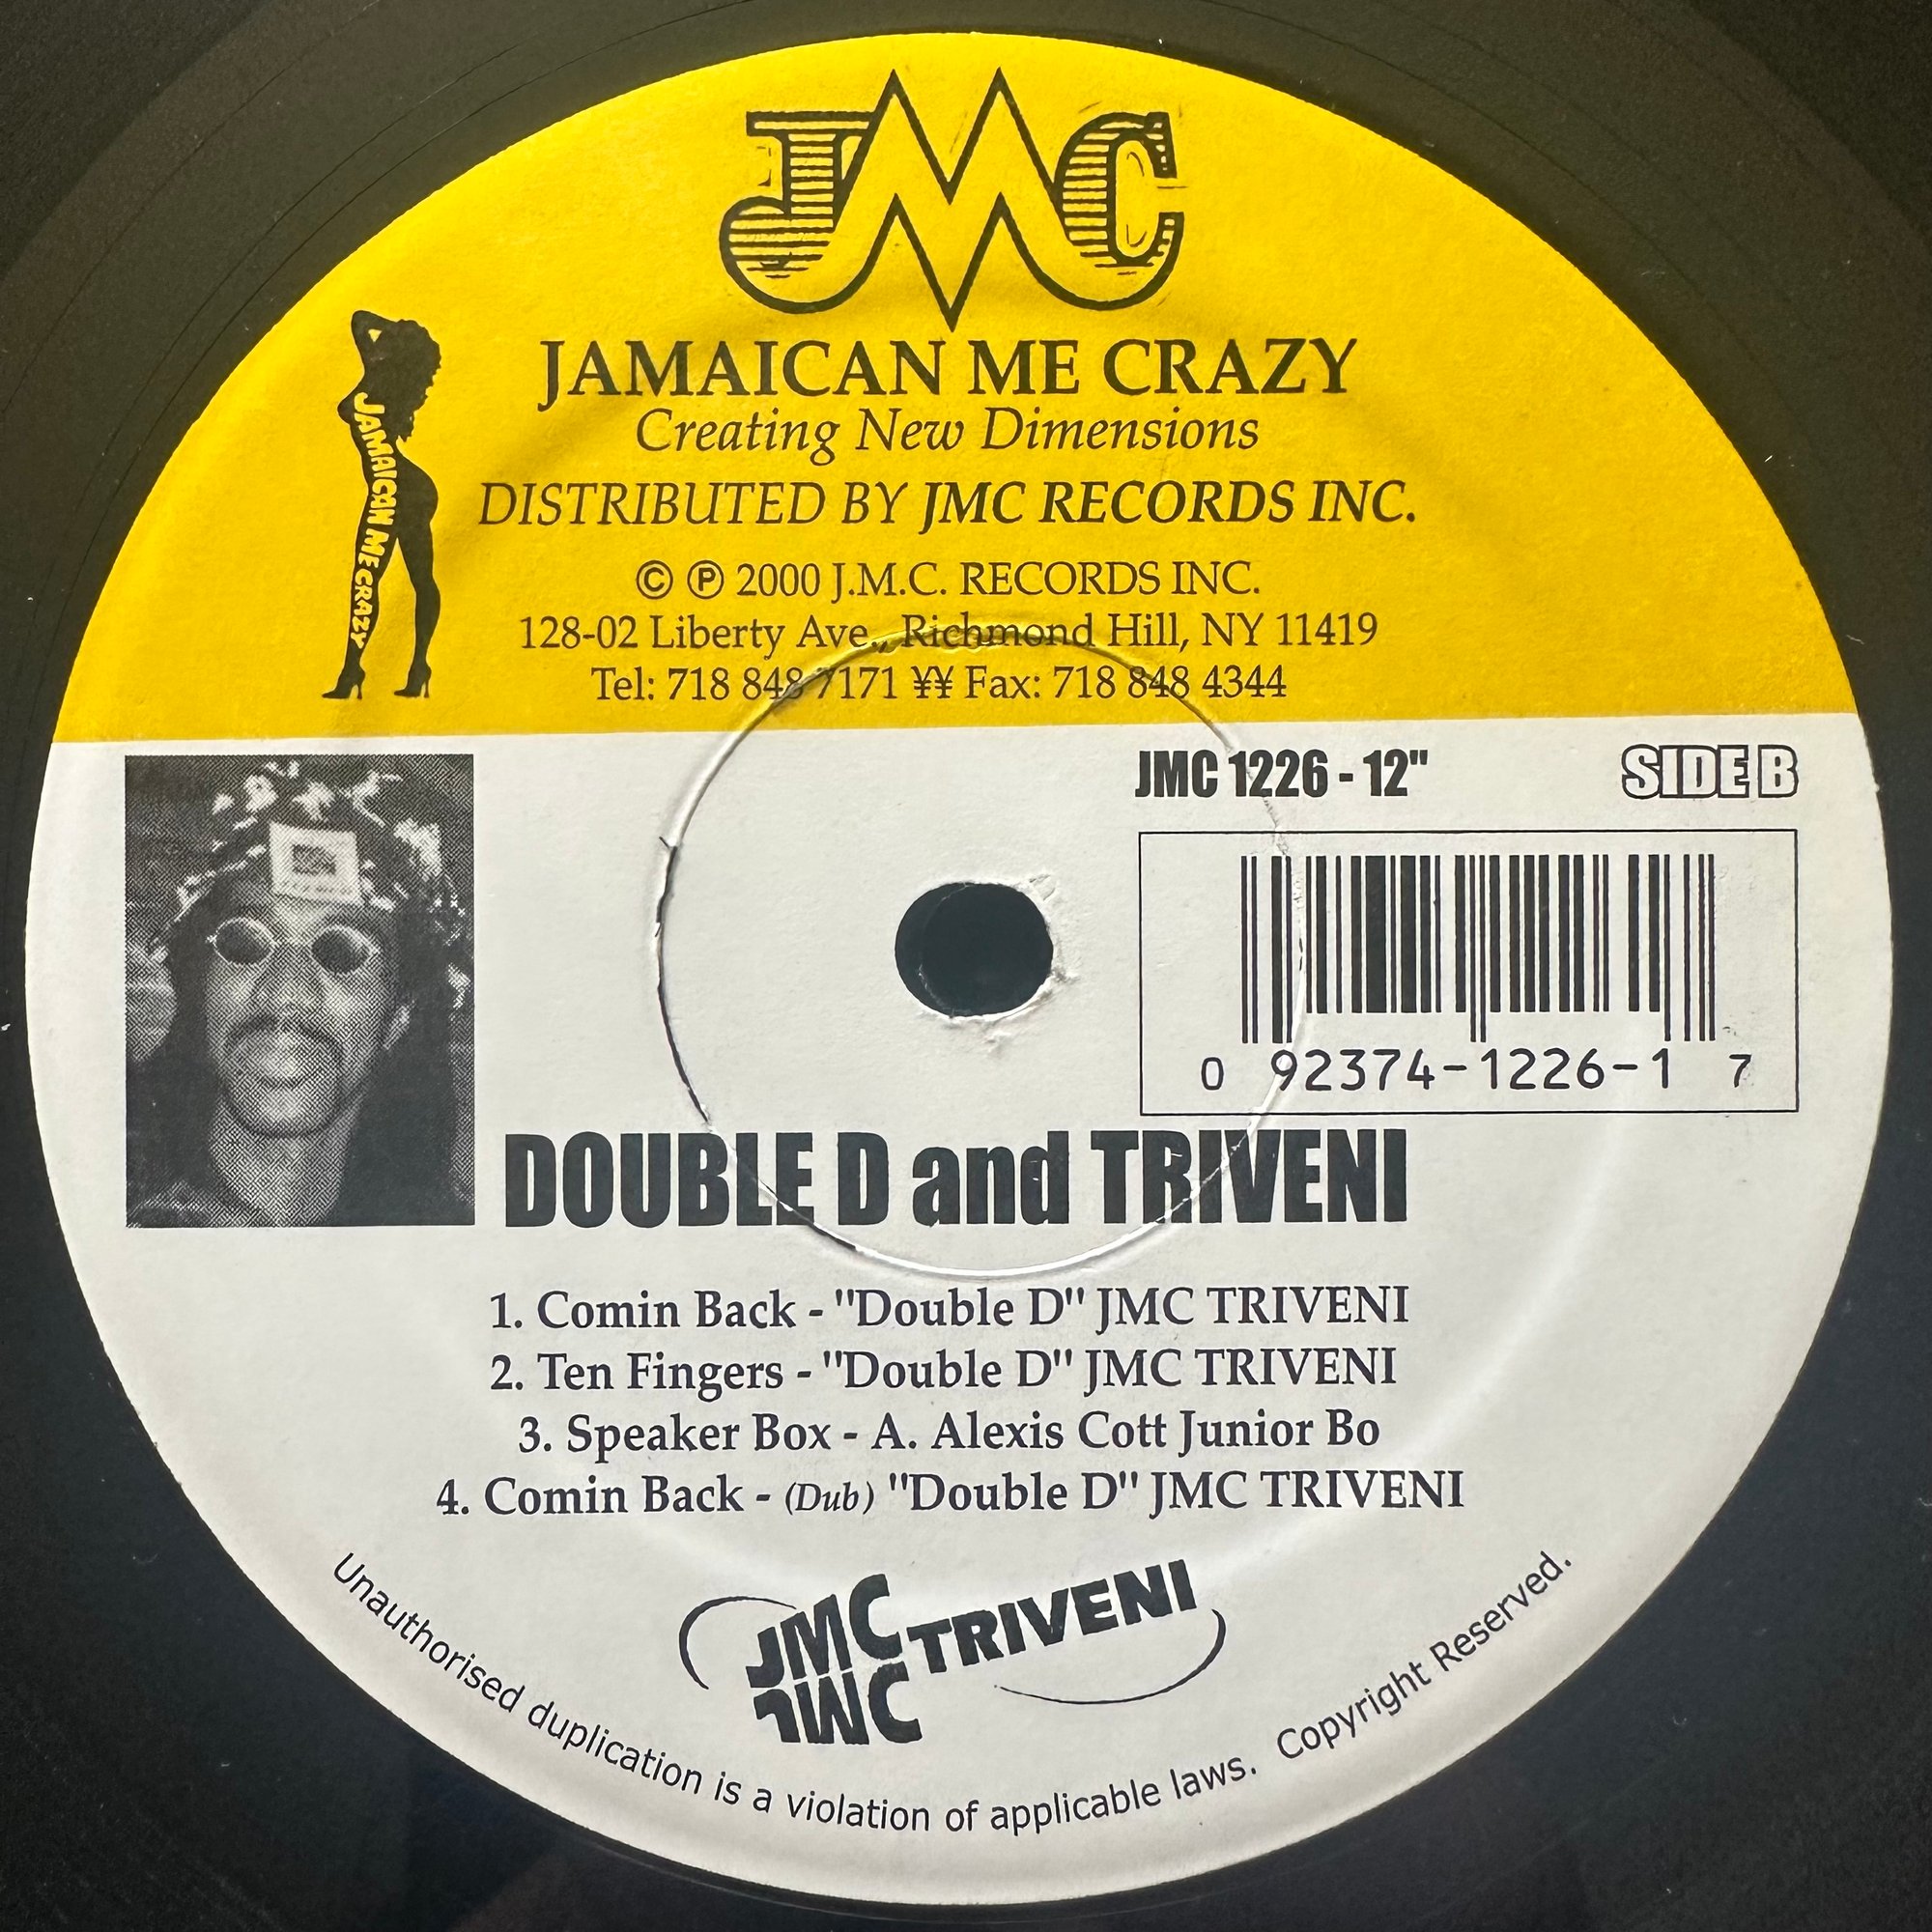 JMC
JAMAICAN ME CRAZY
Creating New Dimensions
DISTRIBUTED BY JMC RECORDS INC.
© ℗ 2000 J.M.C. RECORDS INC.
128-02 Liberty Ave., Richmond Hill, NY 11419
Tel: 718 848 7171 ¥¥ Fax: 718 848 4344
JAMAICAN ME CRAZY
JMC 1226 - 12" SIDE B
0 92374-1226-1 7
DOUBLE D and TRIVENI
1. Comin Back - "Double D" JMC TRIVENI
2. Ten Fingers - "Double D" JMC TRIVENI
3. Speaker Box - A. Alexis Cott Junior Bo
4. Comin Back - (Dub) "Double D" JMC TRIVENI
JMC TRIVENI
JMC
Unauthorised duplication is a violation of applicable laws. Copyright Reserved.